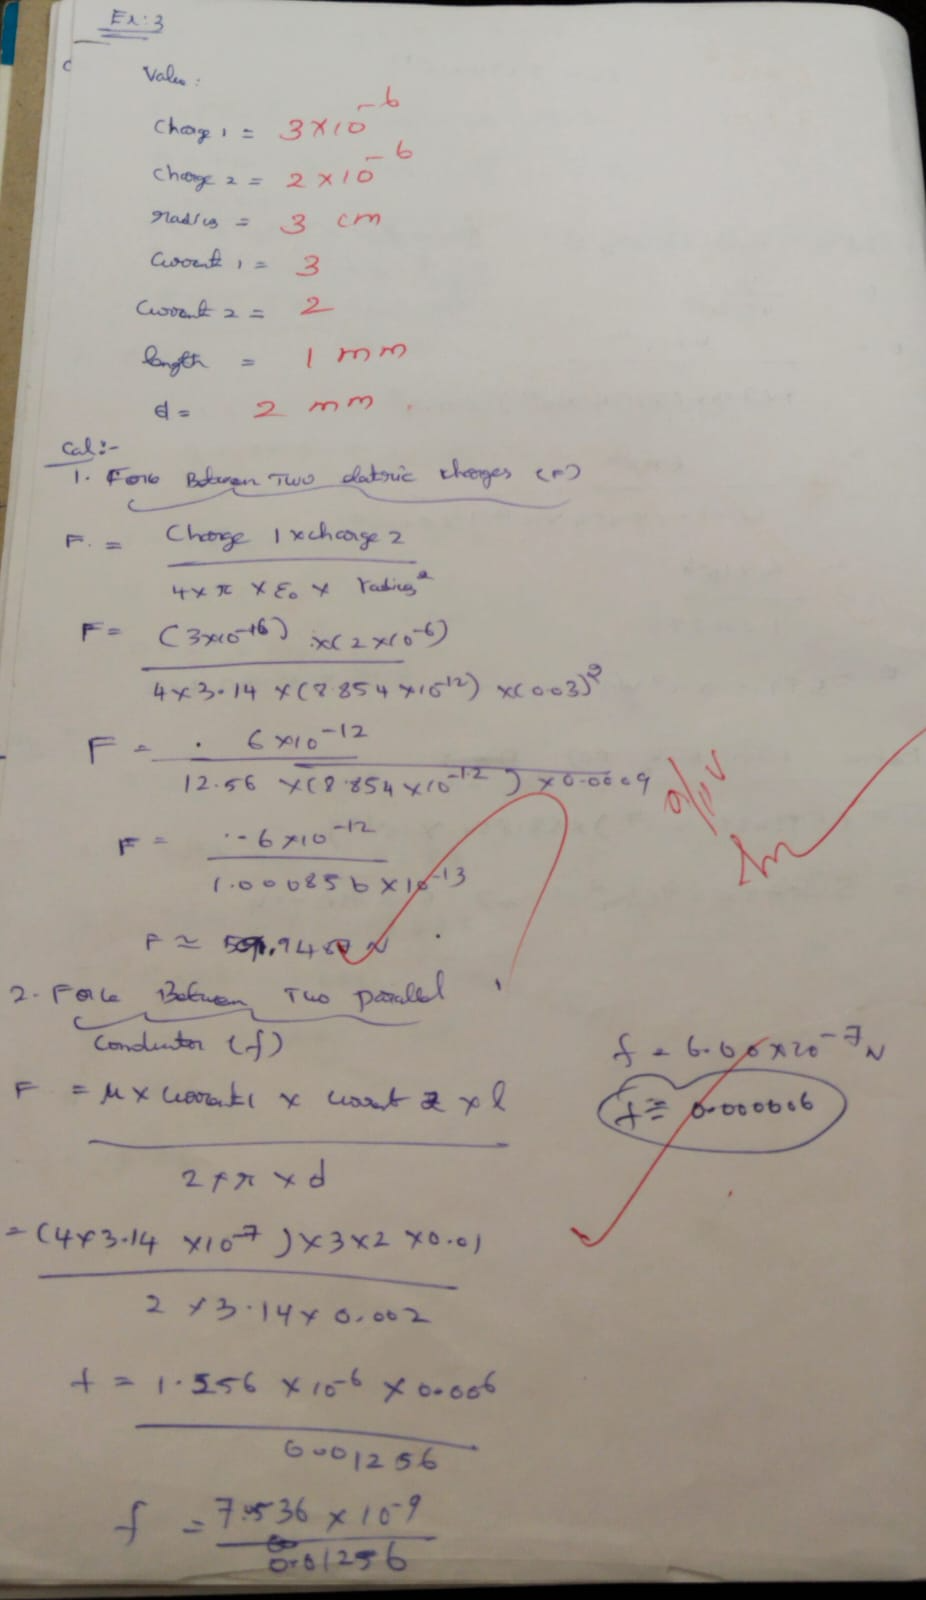 Ex: 3
Value :
Charge 1 = 3×10⁻⁶
Charge 2 = 2×10⁻⁶
radius = 3 cm
Current 1 = 3
Current 2 = 2
length = 1 mm
d = 2 mm .
Cal:-
1. Force Between Two eletric charges (F)
F. = Charge 1 × charge 2
4 × π × ε₀ × radius²
F = (3×10⁻¹⁶) × (2×10⁻⁶)
4×3.14 ×(8.854×10⁻¹²) ×(0.03)²
F = 6×10⁻¹²
12.56 ×(8.854×10⁻¹²) ×0.0009
F = 6×10⁻¹²
1.000856×10⁻¹³
F ≃ N
2. Force Between Two parallel
Conductor (f)
F = μ × current 1 × current 2 × l
2 × π × d
= (4×3.14 ×10⁻⁷)×3×2 ×0.01
2 ×3.14× 0.002
f = 1.256 ×10⁻⁶ ×0.006
0.01256
f = 7.536 × 10⁻⁹
0.01256
f = 6.00×10⁻⁷ N
f ≅ 0.000006